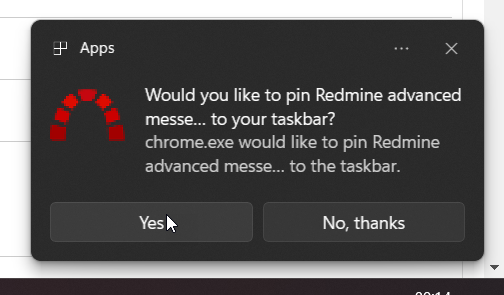 Apps
Would you like to pin Redmine advanced
messe... to your taskbar?
chrome.exe would like to pin Redmine
advanced messe... to the taskbar.
Yes
No, thanks